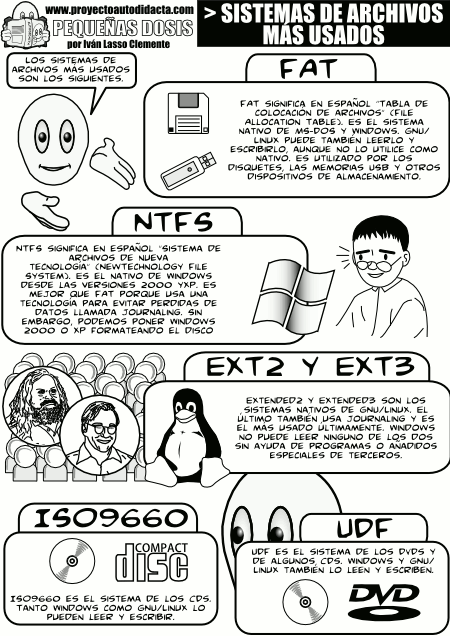 www.proyectoautodidacta.com
PEQUEÑAS DOSIS
por Iván Lasso Clemente
> SISTEMAS DE ARCHIVOS
MÁS USADOS
LOS SISTEMAS DE
ARCHIVOS MÁS USADOS
SON LOS SIGUIENTES.
FAT
FAT SIGNIFICA EN ESPAÑOL "TABLA DE
COLOCACIÓN DE ARCHIVOS" (FILE
ALLOCATION TABLE). ES EL SISTEMA
NATIVO DE MS-DOS Y WINDOWS. GNU/
LINUX PUEDE TAMBIÉN LEERLO Y
ESCRIBIRLO, AUNQUE NO LO UTILICE COMO
NATIVO. ES UTILIZADO POR LOS
DISQUETES, LAS MEMORIAS USB Y OTROS
DISPOSITIVOS DE ALMACENAMIENTO.
NTFS
NTFS SIGNIFICA EN ESPAÑOL "SISTEMA DE
ARCHIVOS DE NUEVA
TECNOLOGÍA" (NEWTECHNOLOGY FILE
SYSTEM). ES EL NATIVO DE WINDOWS
DESDE LAS VERSIONES 2000 YXP. ES
MEJOR QUE FAT PORQUE USA UNA
TECNOLOGÍA PARA EVITAR PERDIDAS DE
DATOS LLAMADA JOURNALING. SIN
EMBARGO, PODEMOS PONER WINDOWS
2000 O XP FORMATEANDO EL DISCO
EXT2 Y EXT3
EXTENDED2 Y EXTENDED3 SON LOS
SISTEMAS NATIVOS DE GNU/LINUX. EL
ÚLTIMO TAMBIÉN USA JOURNALING Y ES
EL MÁS USADO ÚLTIMAMENTE. WINDOWS
NO PUEDE LEER NINGUNO DE LOS DOS
SIN AYUDA DE PROGRAMAS O AÑADIDOS
ESPECIALES DE TERCEROS.
ISO9660
COMPACT
disc
ISO9660 ES EL SISTEMA DE LOS CDS.
TANTO WINDOWS COMO GNU/LINUX LO
PUEDEN LEER Y ESCRIBIR.
UDF
UDF ES EL SISTEMA DE LOS DVDS Y
DE ALGUNOS CDS. WINDOWS Y GNU/
LINUX TAMBIÉN LO LEEN Y ESCRIBEN.
DVD